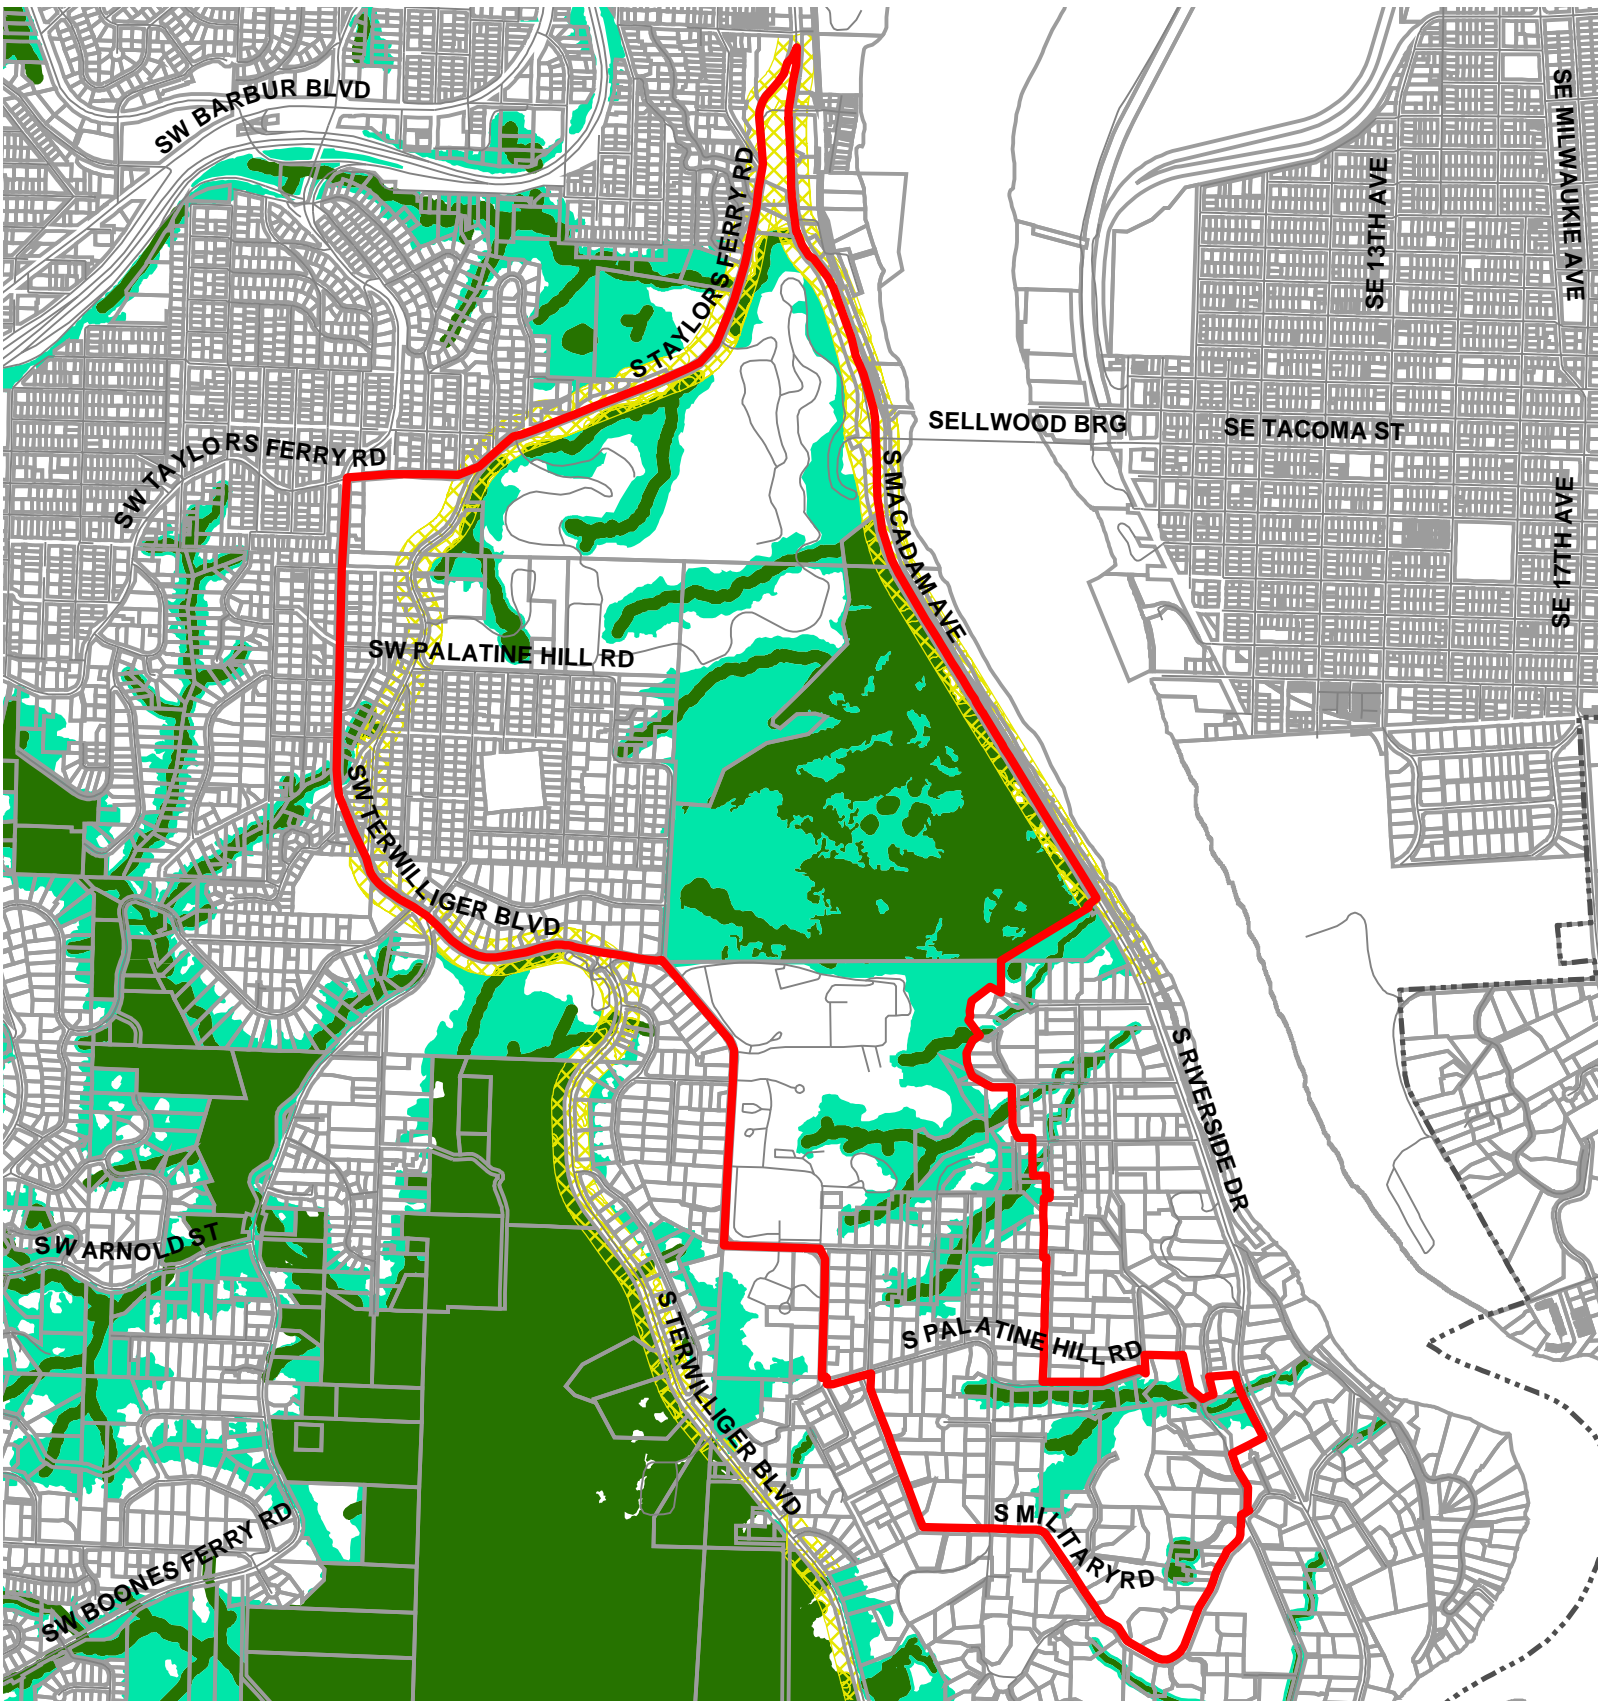 SW BARBUR BLVD
SE MILWAUKIE AVE
SE 13TH AVE
S TAYLORS FERRY RD
SELLWOOD BRG
SE TACOMA ST
SW TAYLORS FERRY RD
S MACADAM AVE
SE 17TH AVE
SW PALATINE HILL RD
SW TERWILLIGER BLVD
S RIVERSIDE DR
SW ARNOLD ST
S TERWILLIGER BLVD
S PALATINE HILL RD
S MILITARY RD
SW BOONES FERRY RD